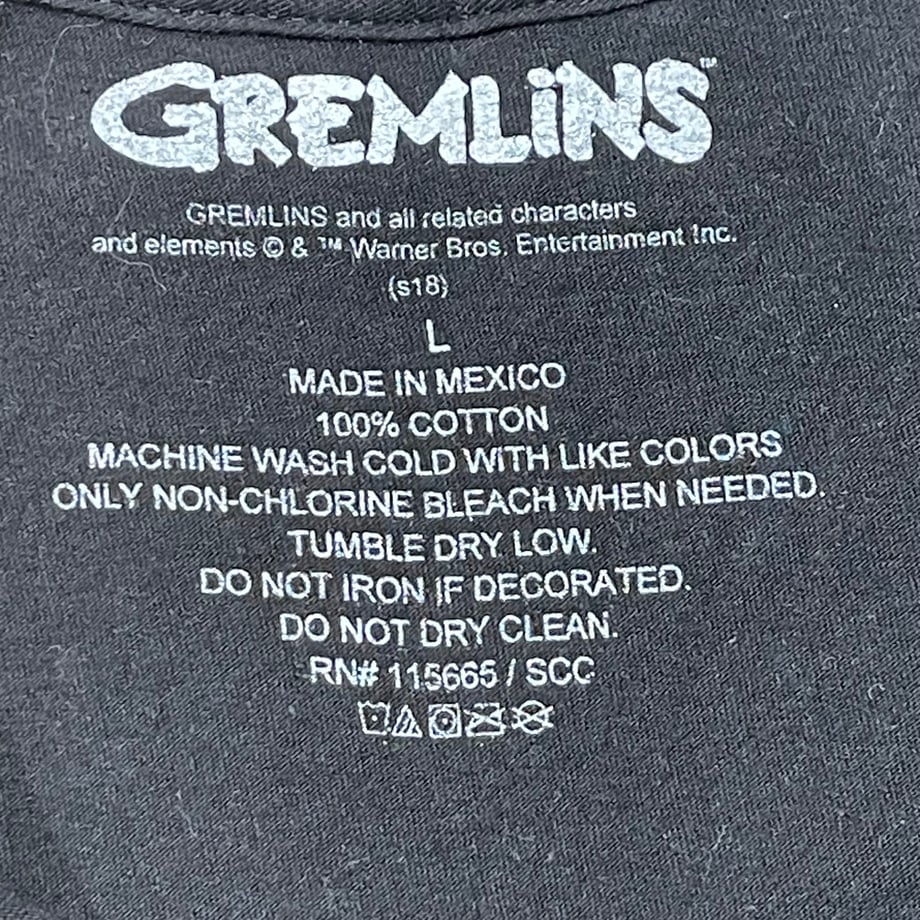 GREMLiNS™
GREMLINS and all related characters
and elements © & ™ Warner Bros. Entertainment Inc.
(s18)
L
MADE IN MEXICO
100% COTTON
MACHINE WASH COLD WITH LIKE COLORS
ONLY NON-CHLORINE BLEACH WHEN NEEDED.
TUMBLE DRY LOW.
DO NOT IRON IF DECORATED.
DO NOT DRY CLEAN.
RN# 115665 / SCC